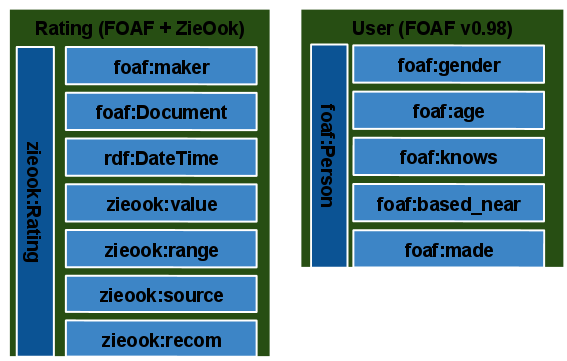 Rating (FOAF + ZieOok)
zieook:Rating
foaf:maker
foaf:Document
rdf:DateTime
zieook:value
zieook:range
zieook:source
zieook:recom
User (FOAF v0.98)
foaf:Person
foaf:gender
foaf:age
foaf:knows
foaf:based_near
foaf:made